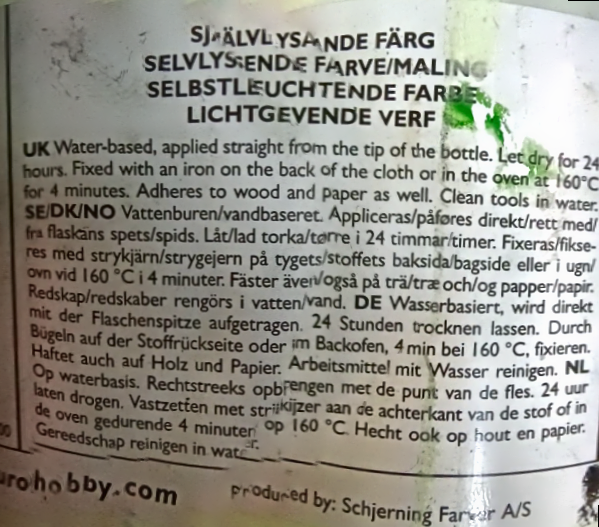 SJÄLVLYSANDE FÄRG
SELVLYSENDE FARVE/MALING
SELBSTLEUCHTENDE FARBE
LICHTGEVENDE VERF
UK Water-based, applied straight from the tip of the bottle. Let dry for 24
hours. Fixed with an iron on the back of the cloth or in the oven at 160°C
for 4 minutes. Adheres to wood and paper as well. Clean tools in water.
SE/DK/NO Vattenburen/vandbaseret. Appliceras/påføres direkt/rett med/
fra flaskans spets/spids. Låt/lad torka/tørre i 24 timmar/timer. Fixeras/fikse-
res med strykjärn/strygejern på tygets/stoffets baksida/bagside eller i ugn/
ovn vid 160 °C i 4 minuter. Fäster även/også på trä/træ och/og papper/papir.
Redskap/redskaber rengörs i vatten/vand. DE Wasserbasiert, wird direkt
mit der Flaschenspitze aufgetragen. 24 Stunden trocknen lassen. Durch
Bügeln auf der Stoffrückseite oder im Backofen, 4 min bei 160 °C, fixieren.
Haftet auch auf Holz und Papier. Arbeitsmittel mit Wasser reinigen. NL
Op waterbasis. Rechtstreeks opbrengen met de punt van de fles. 24 uur
laten drogen. Vastzetten met strijkijzer aan de achterkant van de stof of in
de oven gedurende 4 minuten op 160 °C. Hecht ook op hout en papier.
Gereedschap reinigen in water.
urohobby.com
Produced by: Schjerning Farver A/S